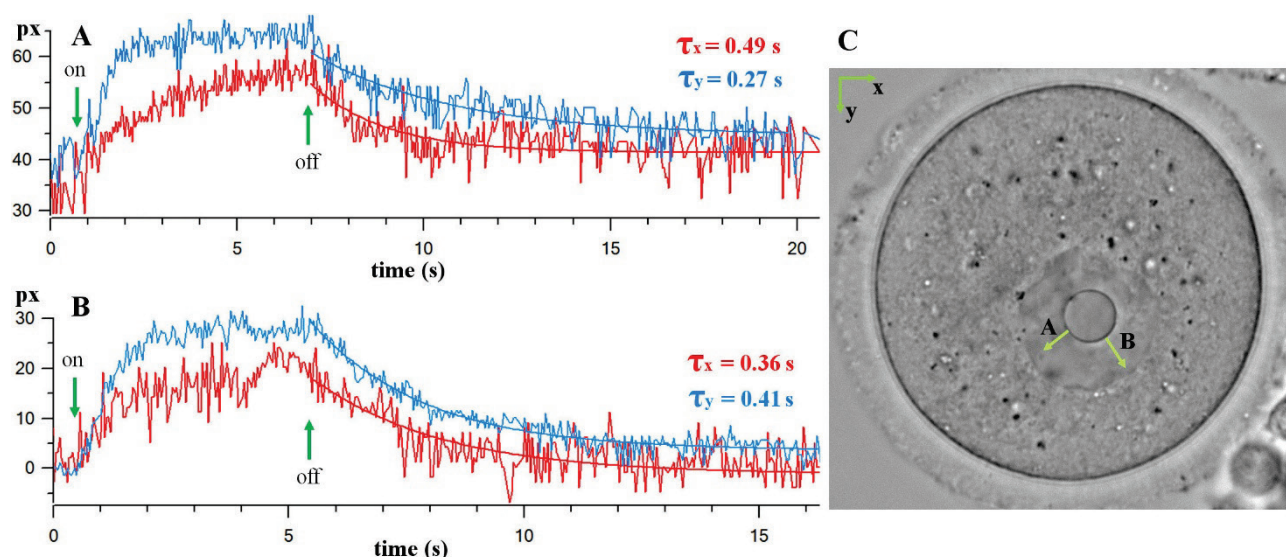 px
A
60
50
40
30
on
off
τx = 0.49 s
τy = 0.27 s
0
5
10
15
20
time (s)
px
B
30
20
10
0
on
off
τx = 0.36 s
τy = 0.41 s
0
5
10
15
time (s)
C
x
y
A
B